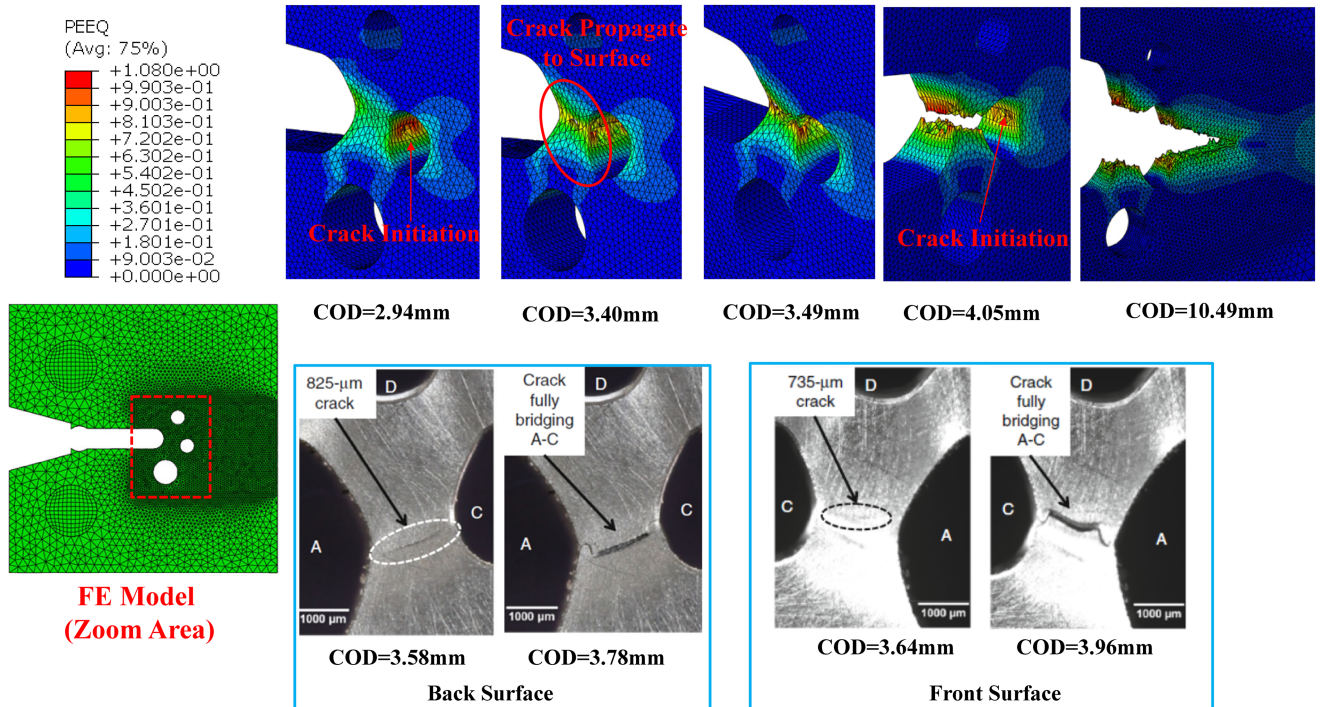 PEEQ
(Avg: 75%)
+1.080e+00
+9.903e-01
+9.003e-01
+8.103e-01
+7.202e-01
+6.302e-01
+5.402e-01
+4.502e-01
+3.601e-01
+2.701e-01
+1.801e-01
+9.003e-02
+0.000e+00
Crack Initiation
Crack Propagate
to Surface
Crack Initiation
COD=2.94mm
COD=3.40mm
COD=3.49mm
COD=4.05mm
COD=10.49mm
FE Model
(Zoom Area)
825-μm
crack
D
C
A
1000 μm
Crack
fully
bridging
A-C
D
C
A
1000 μm
COD=3.58mm
COD=3.78mm
Back Surface
735-μm
crack
D
C
A
1000 μm
Crack
fully
bridging
A-C
D
C
A
1000 μm
COD=3.64mm
COD=3.96mm
Front Surface